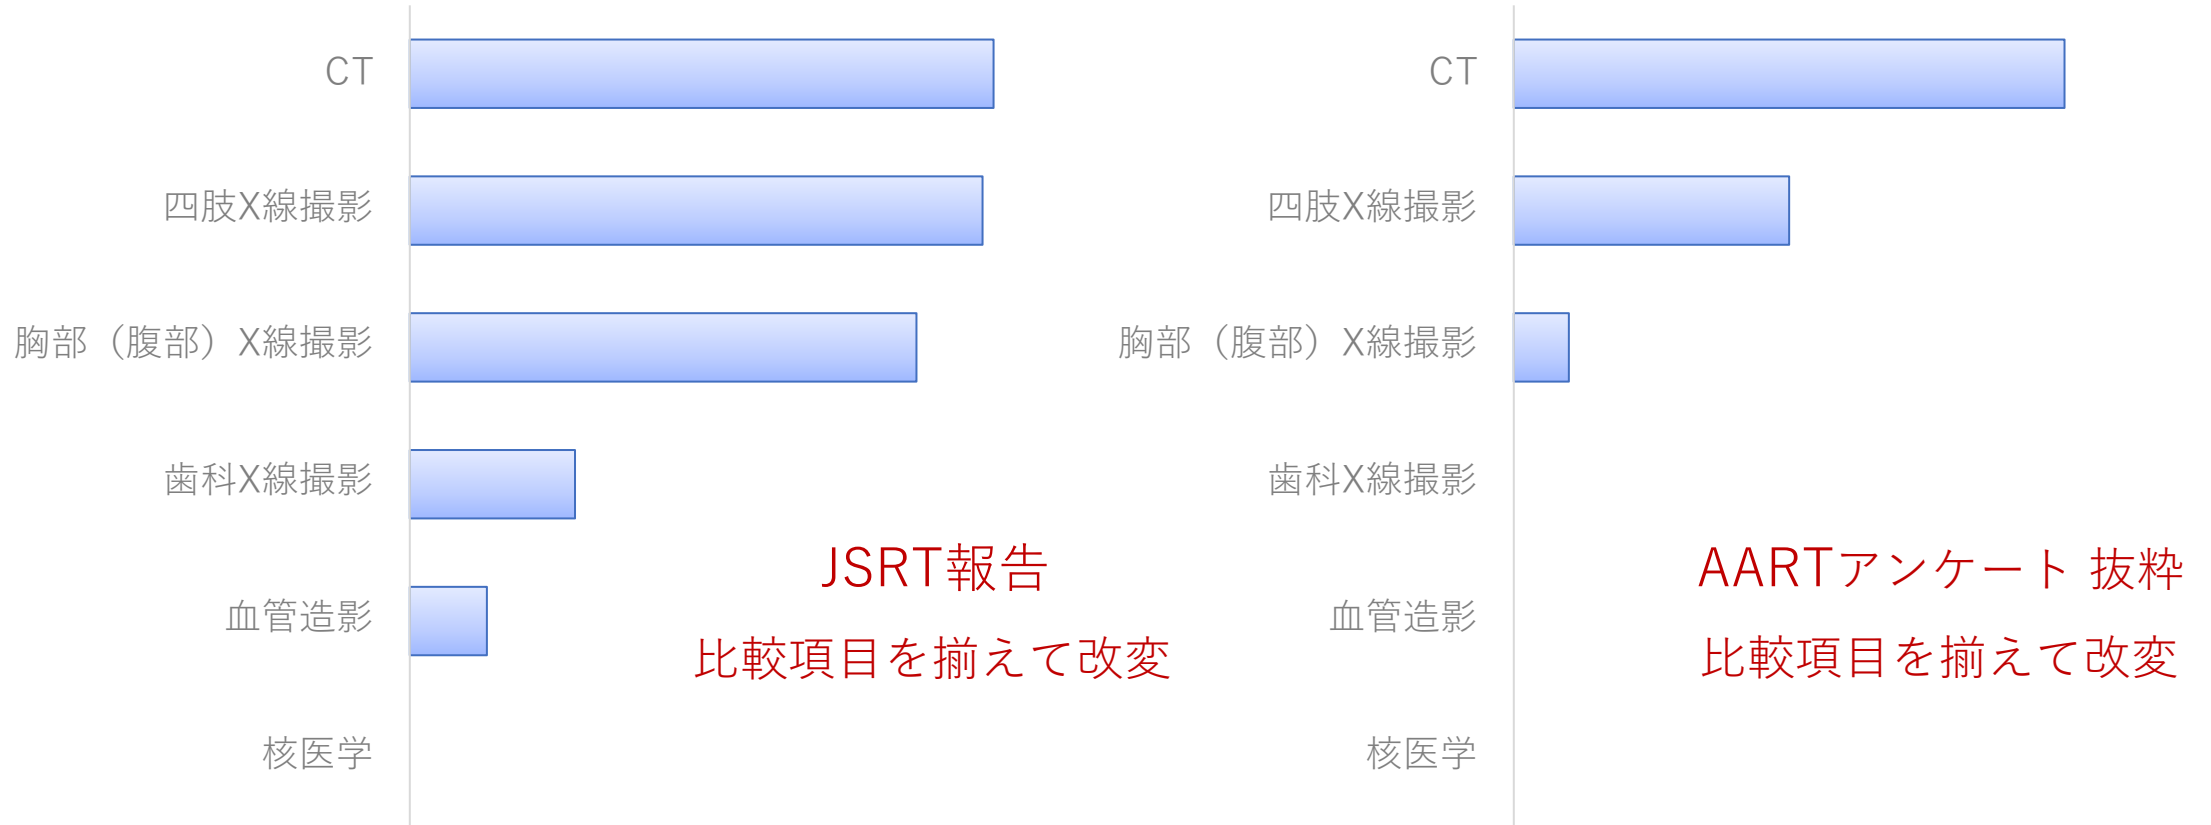 CT
四肢X線撮影
胸部（腹部）X線撮影
歯科X線撮影
血管造影
核医学
JSRT報告
比較項目を揃えて改変
CT
四肢X線撮影
胸部（腹部）X線撮影
歯科X線撮影
血管造影
核医学
AARTアンケート 抜粋
比較項目を揃えて改変